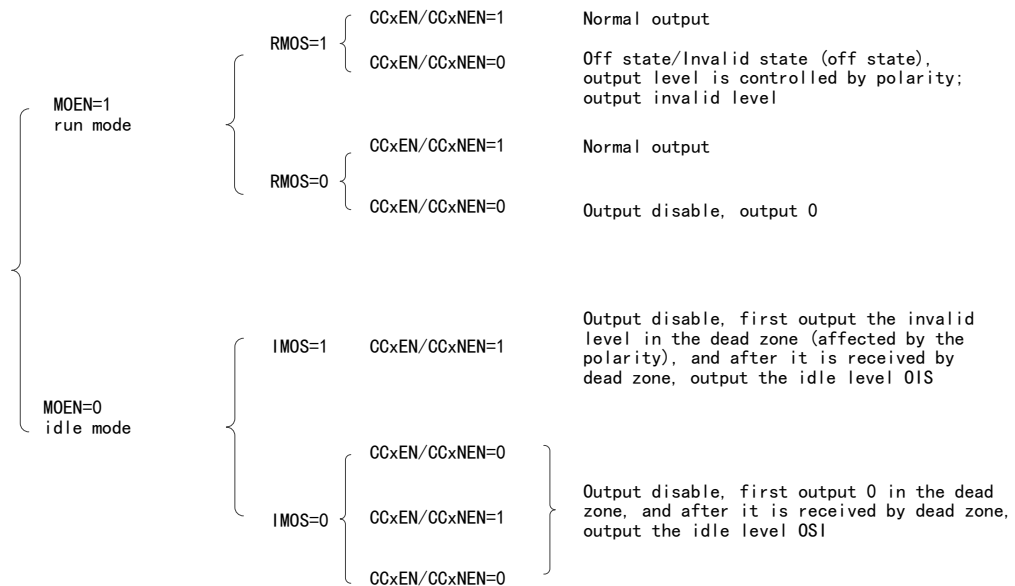 CCxEN/CCxNEN=1
Normal output
RMOS=1
CCxEN/CCxNEN=0
Off state/Invalid state (off state),
output level is controlled by polarity;
output invalid level
MOEN=1
run mode
CCxEN/CCxNEN=1
Normal output
RMOS=0
CCxEN/CCxNEN=0
Output disable, output 0
IMOS=1
CCxEN/CCxNEN=1
Output disable, first output the invalid
level in the dead zone (affected by the
polarity), and after it is received by
dead zone, output the idle level OIS
MOEN=0
idle mode
CCxEN/CCxNEN=0
IMOS=0
CCxEN/CCxNEN=1
CCxEN/CCxNEN=0
Output disable, first output 0 in the dead
zone, and after it is received by dead zone,
output the idle level OSI